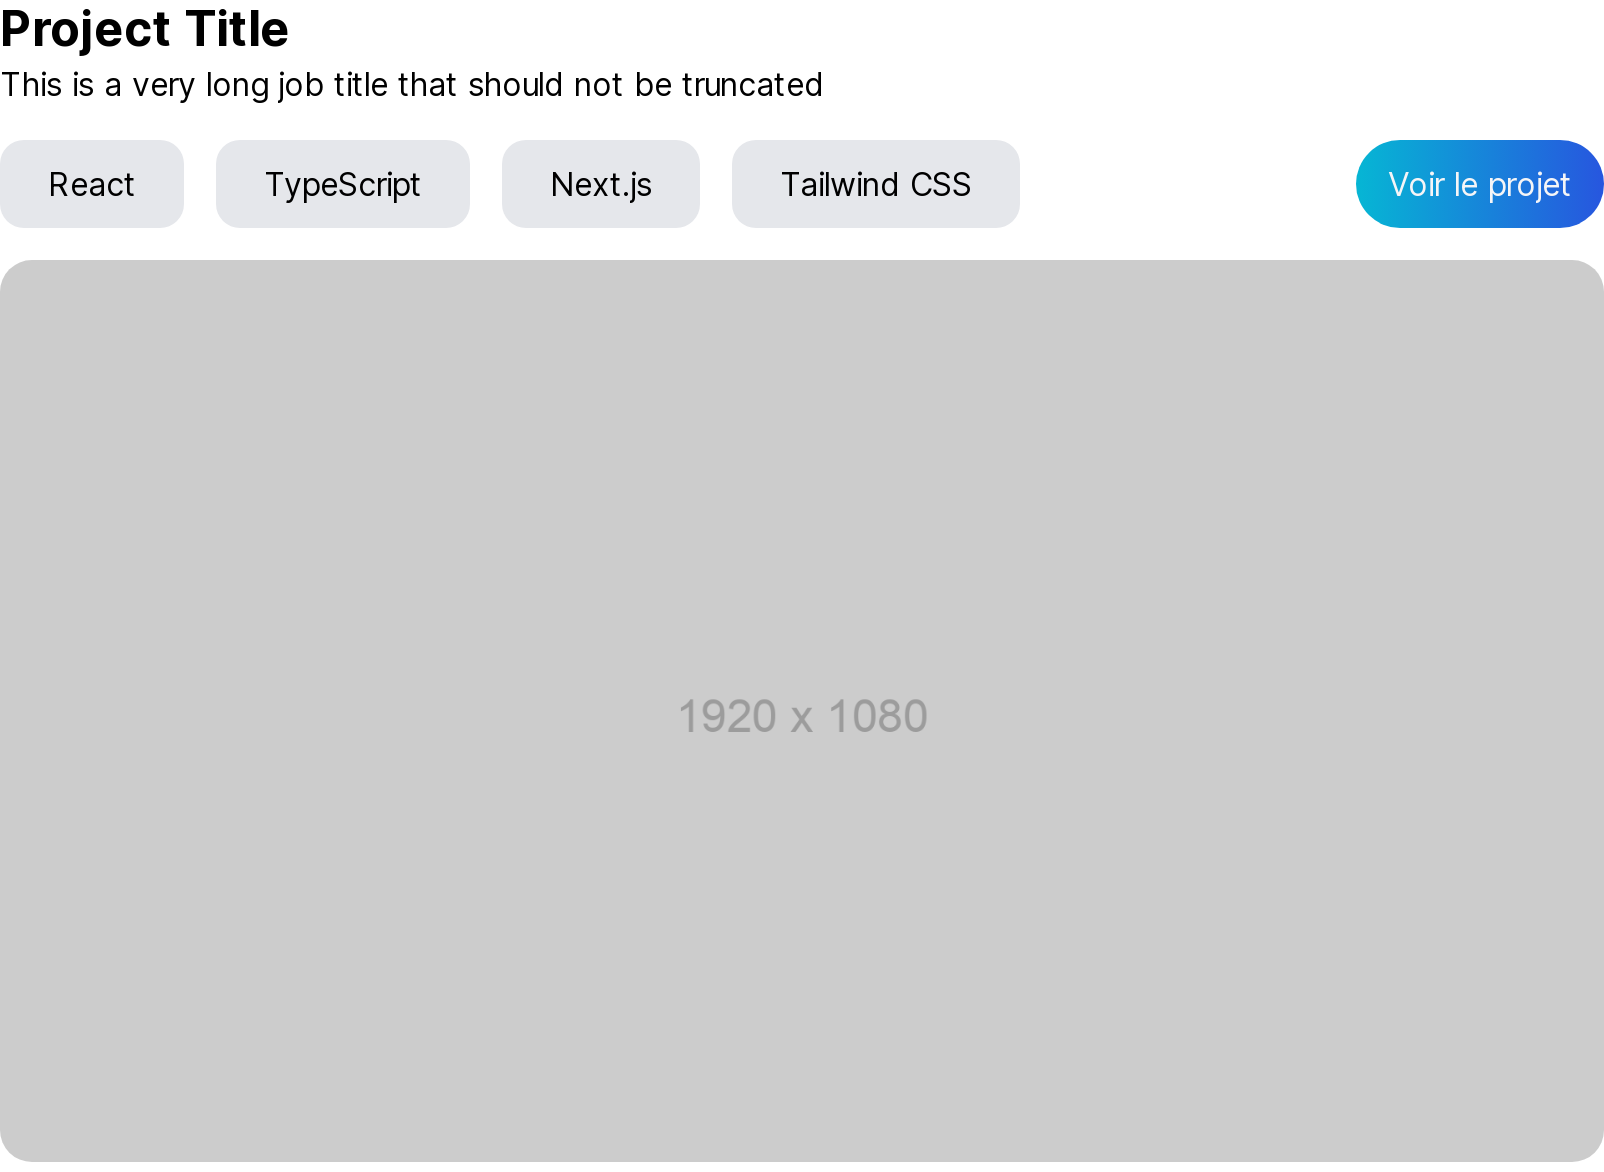 Project Title
This is a very long job title that should not be truncated
React TypeScript Next.js Tailwind CSS Voir le projet
1920 x 1080